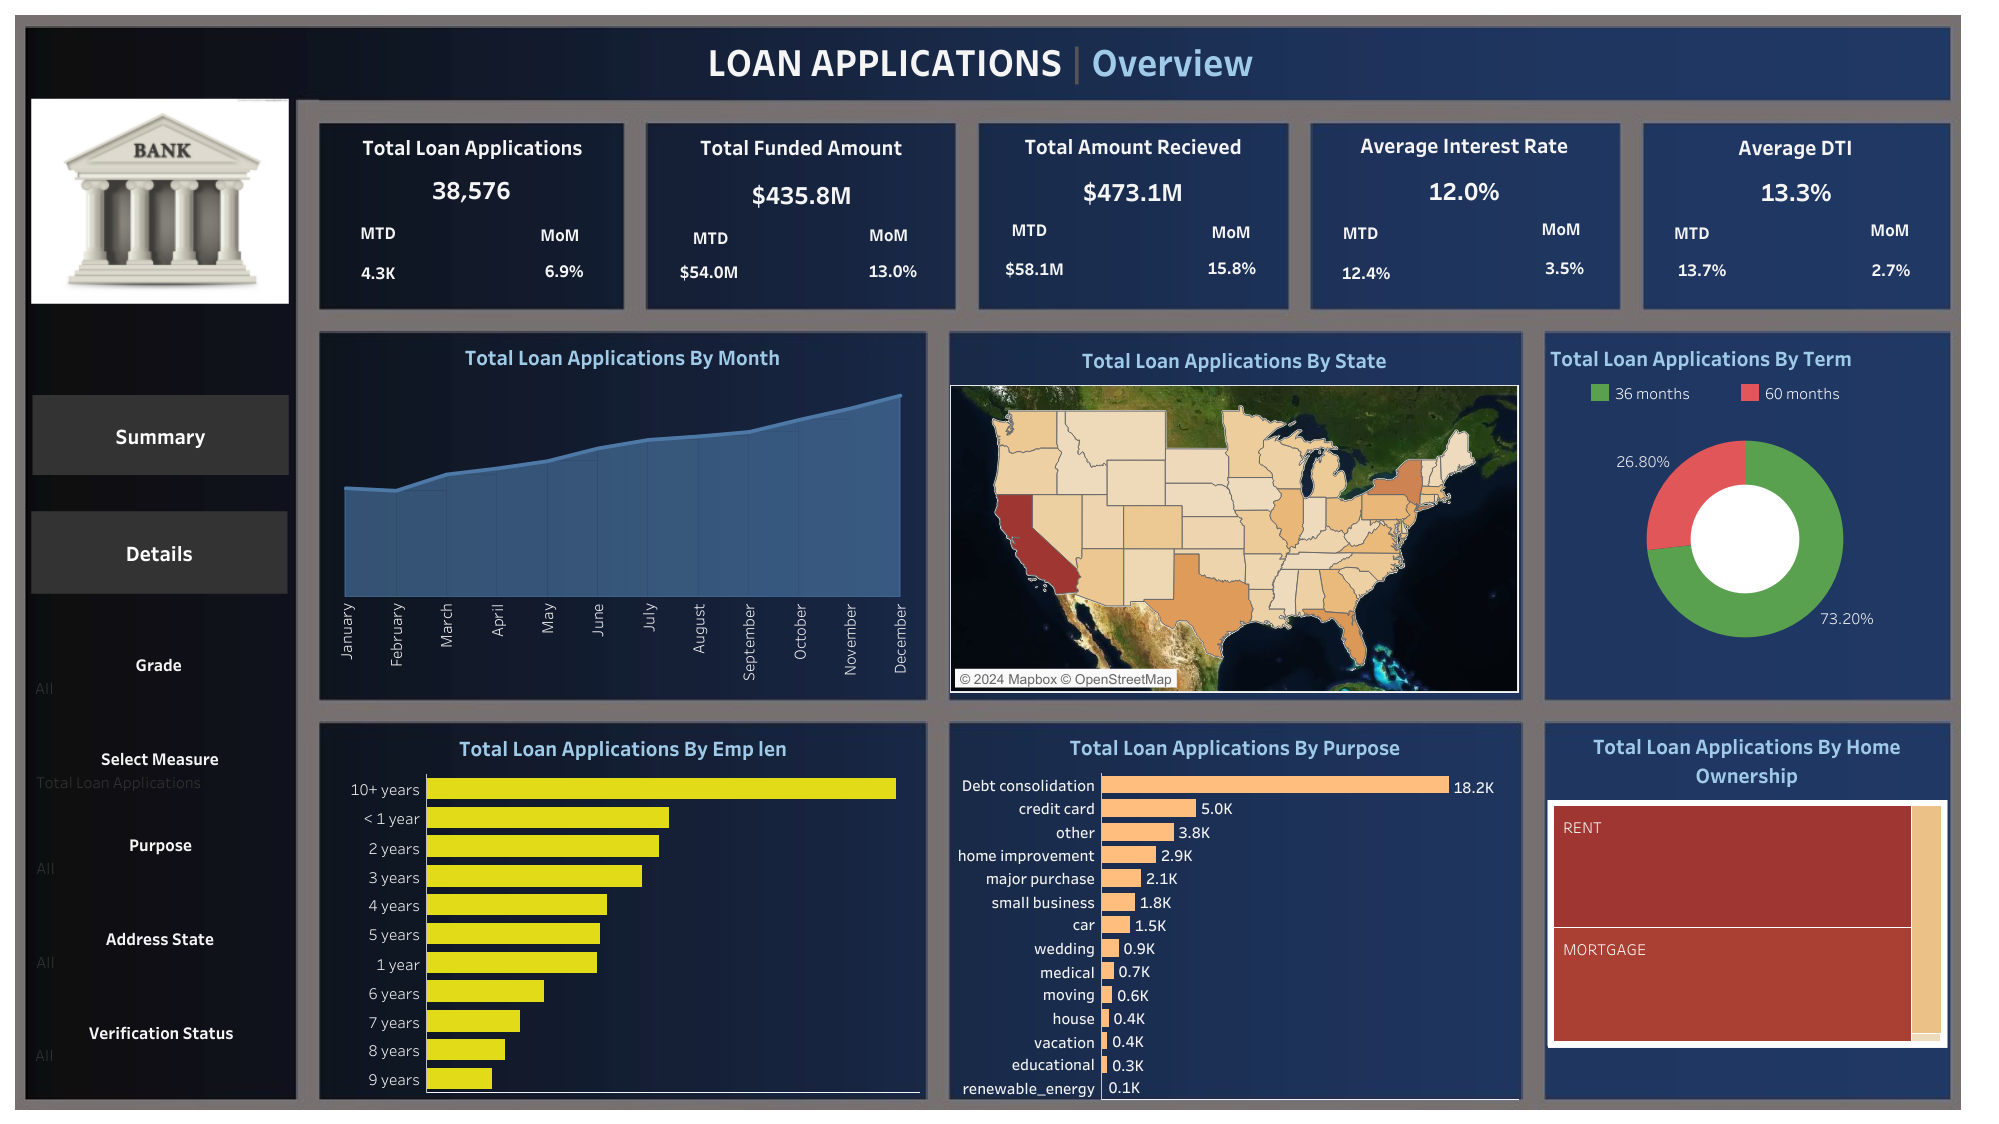 LOAN APPLICATIONS | Overview
BANK
Summary
Details
Grade
All
Select Measure
Total Loan Applications
Purpose
All
Address State
All
Verification Status
All
Total Loan Applications
38,576
MTD
MoM
4.3K
6.9%
Total Funded Amount
$435.8M
MTD
MoM
$54.0M
13.0%
Total Amount Recieved
$473.1M
MTD
MoM
$58.1M
15.8%
Average Interest Rate
12.0%
MTD
MoM
12.4%
3.5%
Average DTI
13.3%
MTD
MoM
13.7%
2.7%
Total Loan Applications By Month
January
February
March
April
May
June
July
August
September
October
November
December
Total Loan Applications By State
© 2024 Mapbox © OpenStreetMap
Total Loan Applications By Term
36 months
60 months
26.80%
73.20%
Total Loan Applications By Emp len
10+ years
< 1 year
2 years
3 years
4 years
5 years
1 year
6 years
7 years
8 years
9 years
Total Loan Applications By Purpose
Debt consolidation 18.2K
credit card 5.0K
other 3.8K
home improvement 2.9K
major purchase 2.1K
small business 1.8K
car 1.5K
wedding 0.9K
medical 0.7K
moving 0.6K
house 0.4K
vacation 0.4K
educational 0.3K
renewable_energy 0.1K
Total Loan Applications By Home
Ownership
RENT
MORTGAGE